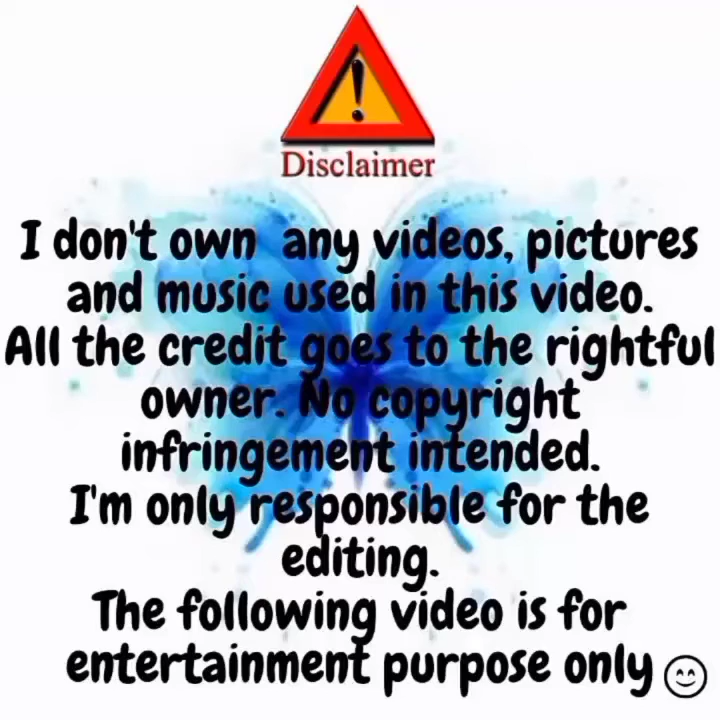 !
Disclaimer
I don't own any videos, pictures
and music used in this video.
All the credit goes to the rightful
owner. No copyright
infringement intended.
I'm only responsible for the
editing.
The following video is for
entertainment purpose only 😊